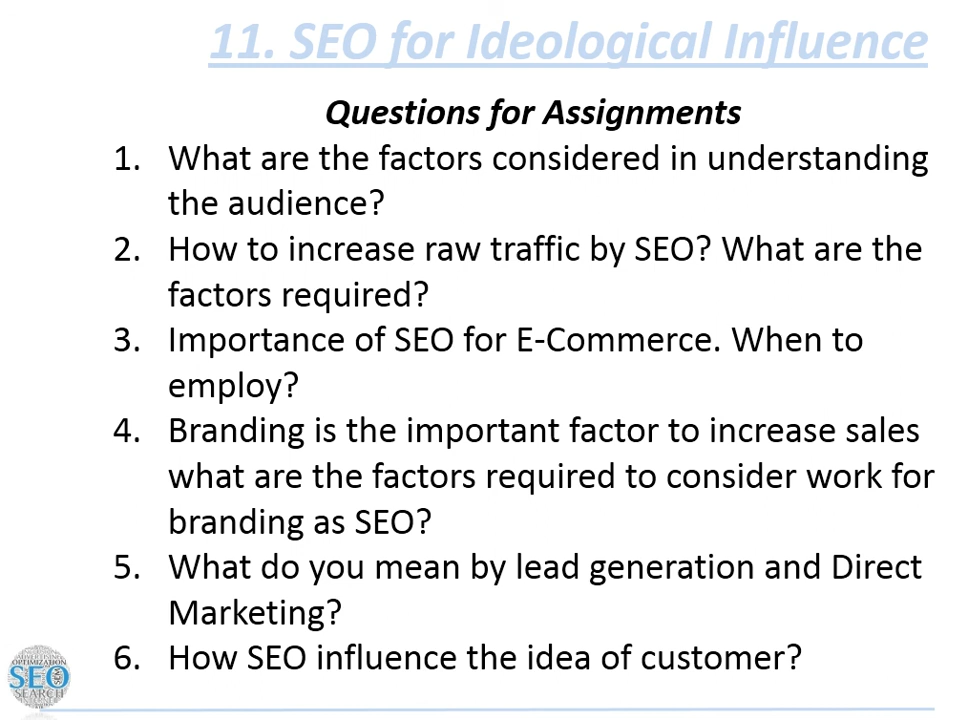 11. SEO for Ideological Influence
Questions for Assignments
1. What are the factors considered in understanding
the audience?
2. How to increase raw traffic by SEO? What are the
factors required?
3. Importance of SEO for E-Commerce. When to
employ?
4. Branding is the important factor to increase sales
what are the factors required to consider work for
branding as SEO?
5. What do you mean by lead generation and Direct
Marketing?
6. How SEO influence the idea of customer?
ADVERTISING
OPTIMIZATION
SEO
SEARCH
INTERNET